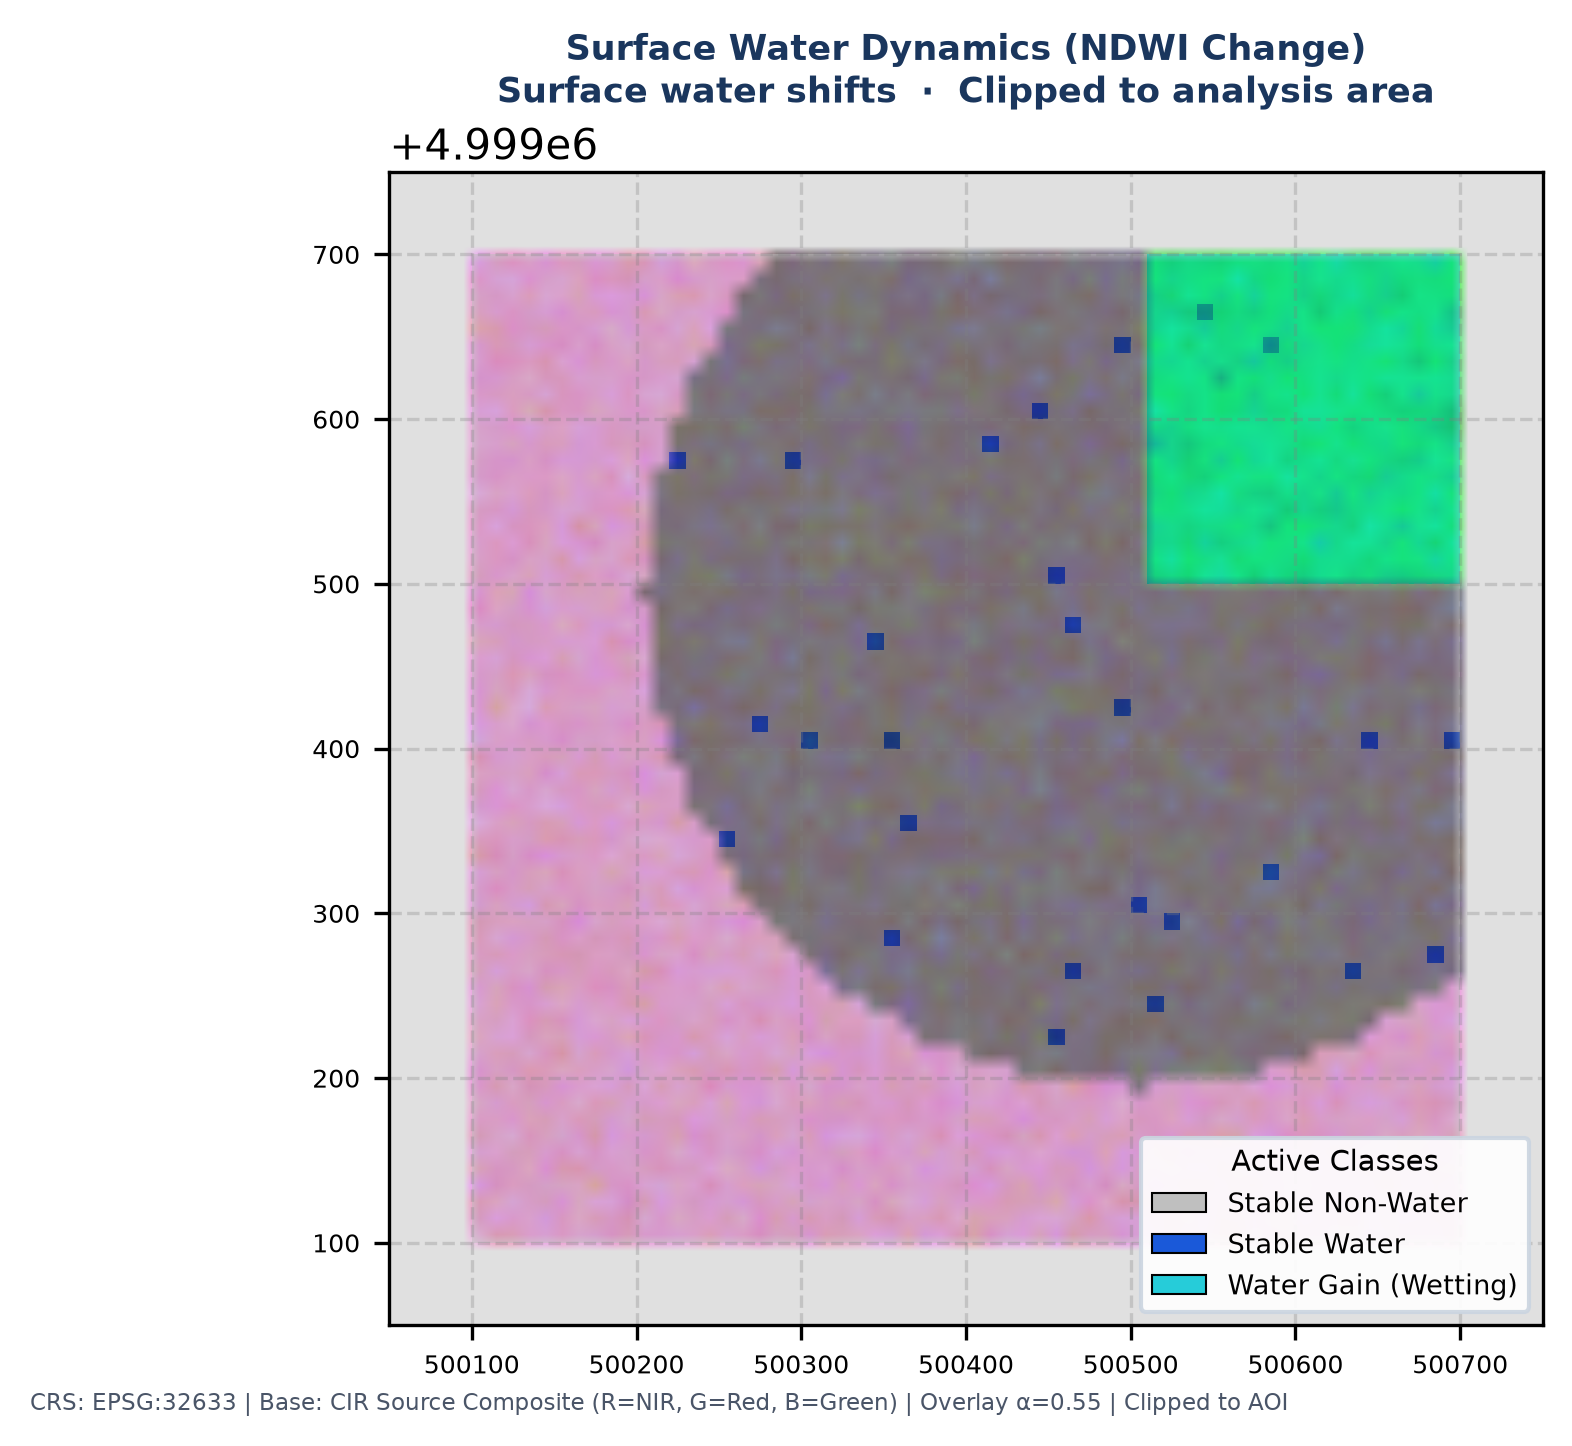 Surface Water Dynamics (NDWI Change)
Surface water shifts · Clipped to analysis area
+4.999e6
700
600
500
400
300
200
100
Active Classes
Stable Non-Water
Stable Water
Water Gain (Wetting)
500100 500200 500300 500400 500500 500600 500700
CRS: EPSG:32633 | Base: CIR Source Composite (R=NIR, G=Red, B=Green) | Overlay α=0.55 | Clipped to AOI